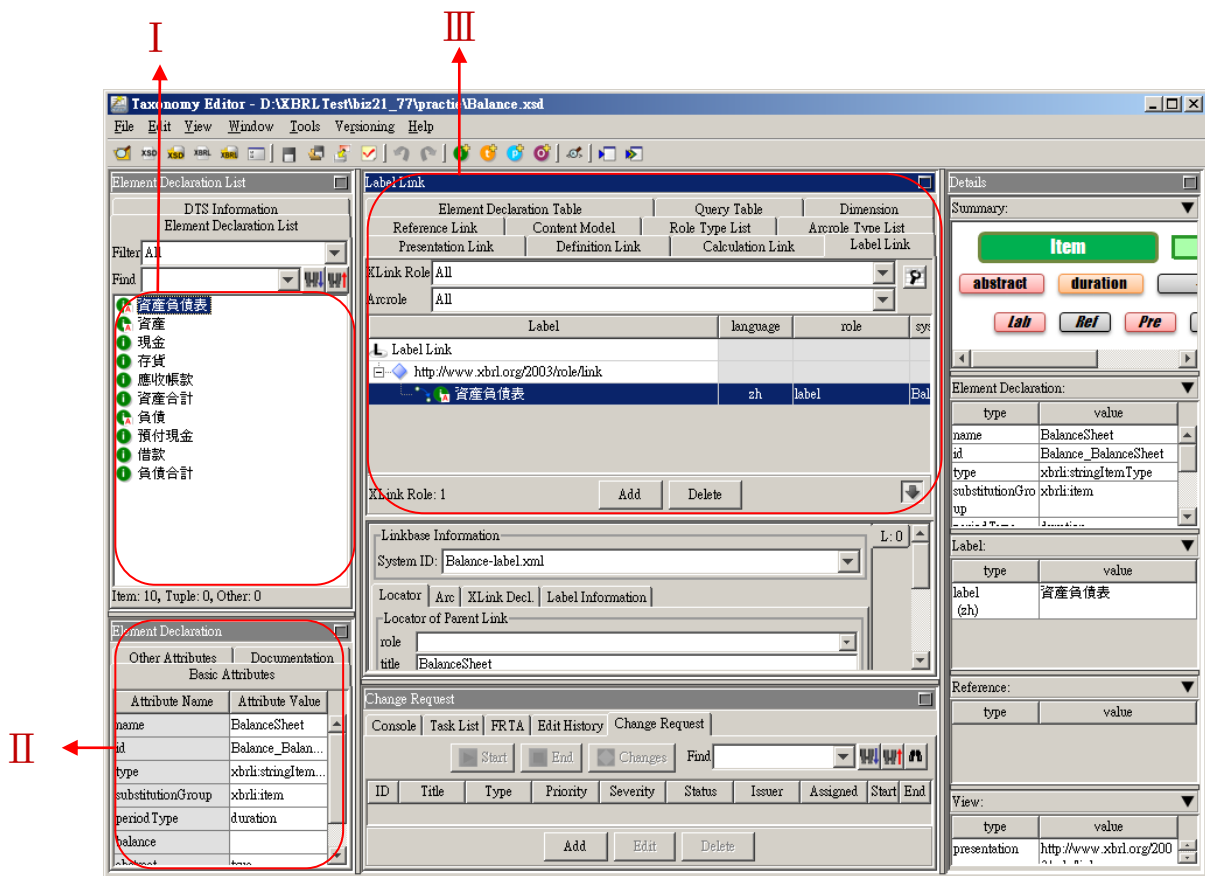 Ⅰ
Ⅲ
Taxonomy Editor - D:\XBRL Test\biz21_77\practic\Balance.xsd
File Edit View Window Tools Versioning Help
XSD XSD XBRL XBRL
Element Declaration List
DTS Information
Element Declaration List
Filter All
Find
資產負債表
資產
現金
存貨
應收帳款
資產合計
負債
預付現金
借款
負債合計
Item: 10, Tuple: 0, Other: 0
Ⅱ
Element Declaration
Other Attributes Documentation
Basic Attributes
Attribute Name Attribute Value
name BalanceSheet
id Balance_Balan...
type xbrli:stringItem...
substitutionGroup xbrli:item
periodType duration
balance
abstract true
Label Link
Element Declaration Table Query Table Dimension
Reference Link Content Model Role Type List Arcrole Type List
Presentation Link Definition Link Calculation Link Label Link
XLink Role All
Arcrole All
Label language role sys
L Label Link
http://www.xbrl.org/2003/role/link
資產負債表 zh label Bal
XLink Role: 1 Add Delete
Linkbase Information L: 0
System ID: Balance-label.xml
Locator Arc XLink Decl. Label Information
Locator of Parent Link
role
title BalanceSheet
Change Request
Console Task List FRTA Edit History Change Request
Start End Changes Find
ID Title Type Priority Severity Status Issuer Assigned Start End
Add Edit Delete
Details
Summary:
Item
abstract duration
Lab Ref Pre
Element Declaration:
type value
name BalanceSheet
id Balance_BalanceSheet
type xbrli:stringItemType
substitutionGro xbrli:item
up
periodType duration
Label:
type value
label 資產負債表
(zh)
Reference:
type value
View:
type value
presentation http://www.xbrl.org/200